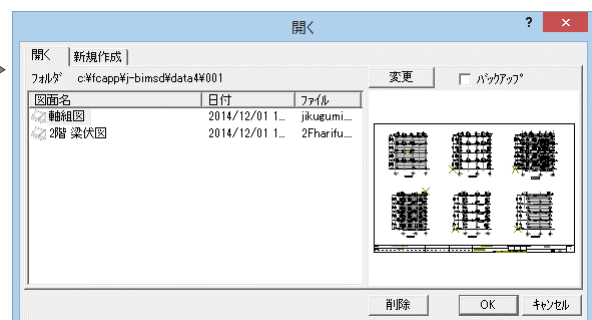 開く ? ×
開く 新規作成
フォルダ c:¥fcapp¥j-bimsd¥data4¥001 変更 バックアップ
図面名 日付 ファイル
軸組図 2014/12/01 1... jikugumi...
2階 梁伏図 2014/12/01 1... 2Fharifu...
削除 OK キャンセル